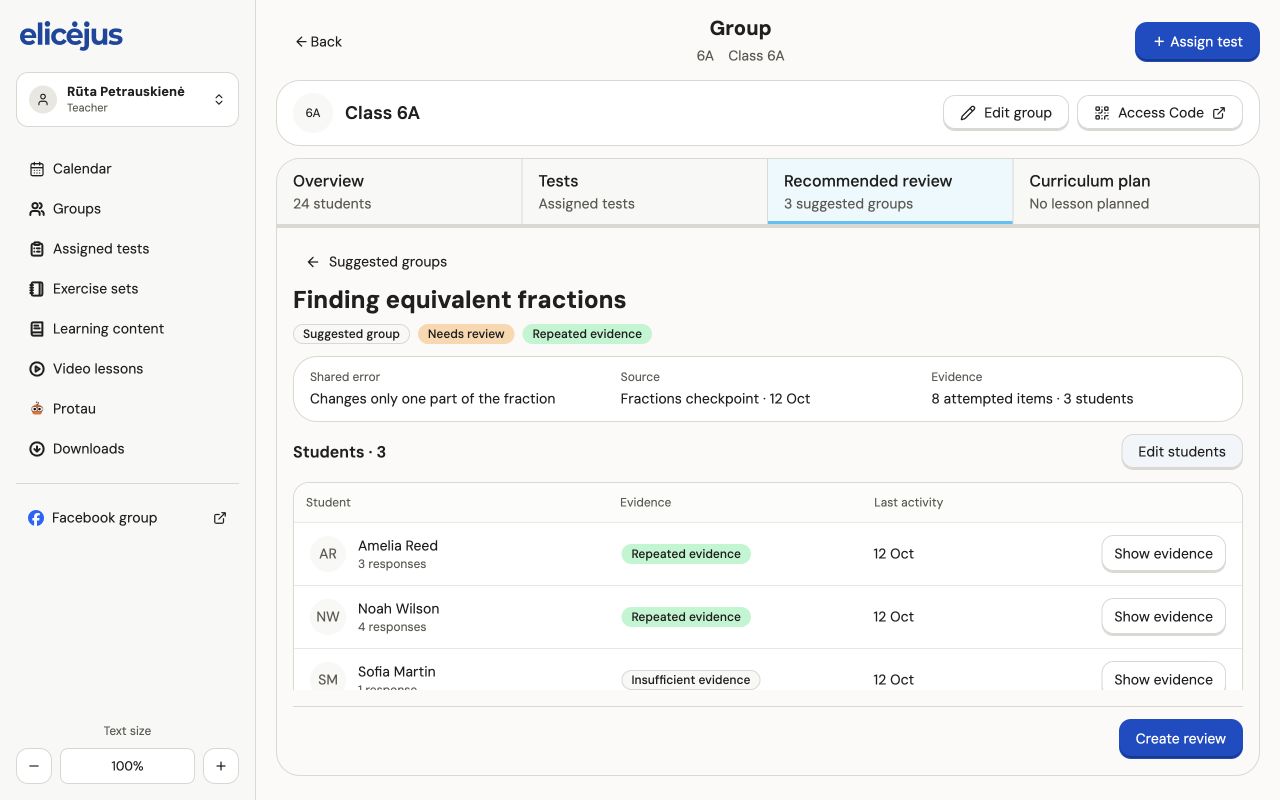 elicėjus
Rūta Petrauskienė
Teacher
Calendar
Groups
Assigned tests
Exercise sets
Learning content
Video lessons
Protau
Downloads
Facebook group
Text size
− 100% +
← Back
Group
6A Class 6A
+ Assign test
6A Class 6A
Edit group
Access Code
Overview
24 students
Tests
Assigned tests
Recommended review
3 suggested groups
Curriculum plan
No lesson planned
← Suggested groups
Finding equivalent fractions
Suggested group Needs review Repeated evidence
Shared error
Changes only one part of the fraction
Source
Fractions checkpoint · 12 Oct
Evidence
8 attempted items · 3 students
Students · 3
Edit students
Student Evidence Last activity
AR Amelia Reed
3 responses
Repeated evidence 12 Oct Show evidence
NW Noah Wilson
4 responses
Repeated evidence 12 Oct Show evidence
SM Sofia Martin
1 response
Insufficient evidence 12 Oct Show evidence
Create review